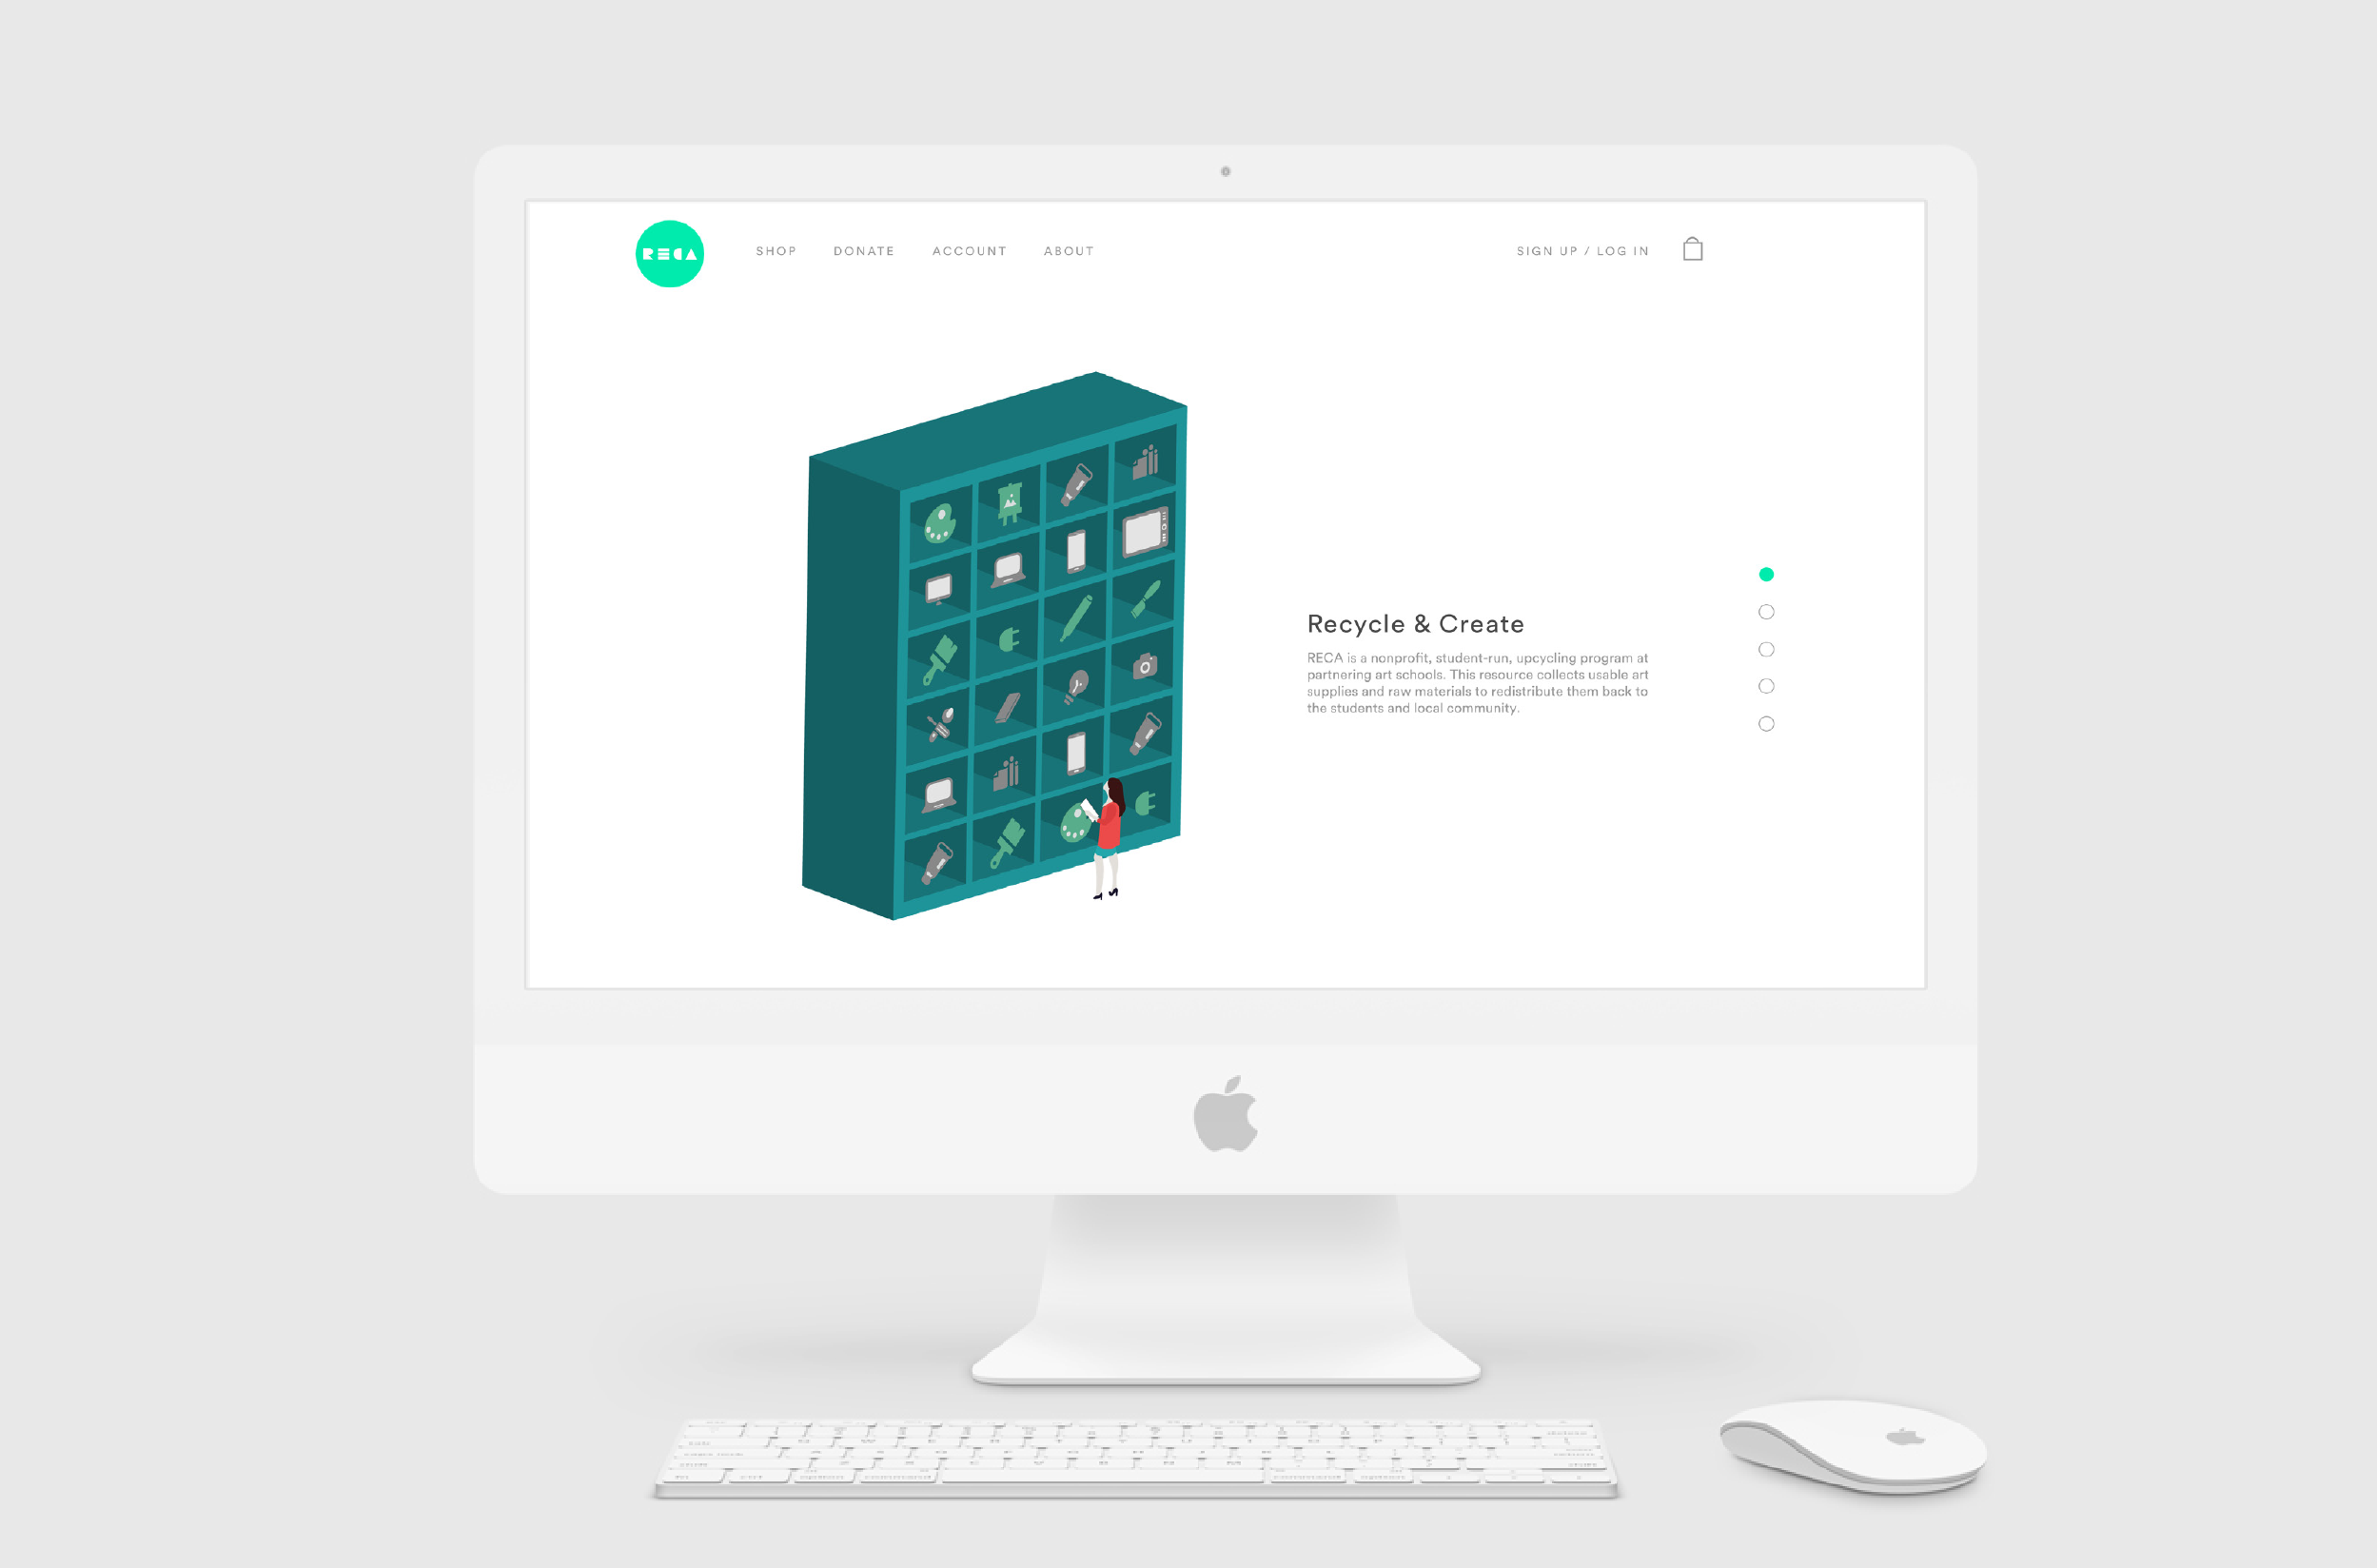 RECA
SHOP DONATE ACCOUNT ABOUT
SIGN UP / LOG IN
Recycle & Create
RECA is a nonprofit, student-run, upcycling program at
partnering art schools. This resource collects usable art
supplies and raw materials to redistribute them back to
the students and local community.